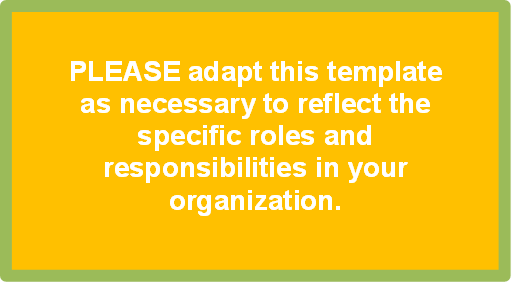 PLEASE adapt this template
as necessary to reflect the
specific roles and
responsibilities in your
organization.